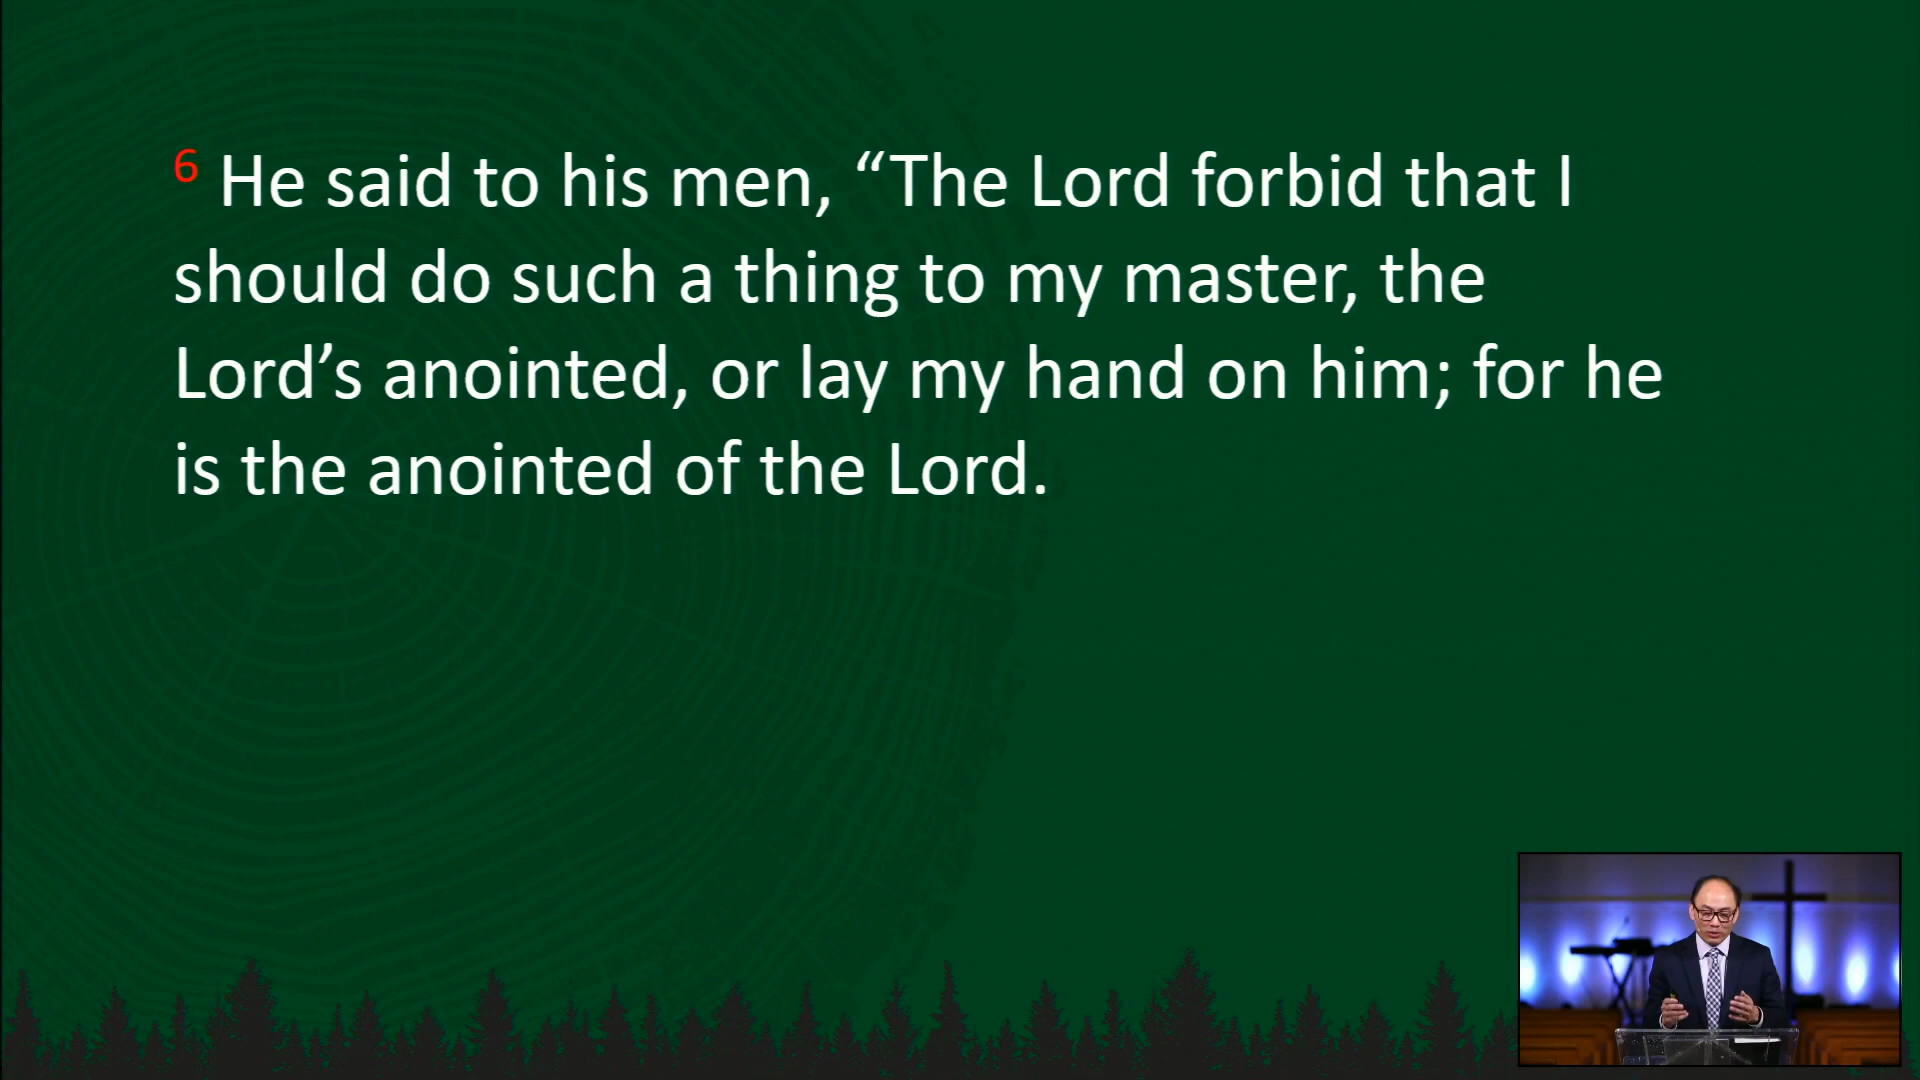 6 He said to his men, “The Lord forbid that I
should do such a thing to my master, the
Lord’s anointed, or lay my hand on him; for he
is the anointed of the Lord.